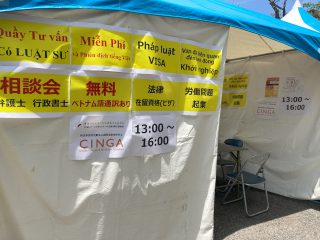 Quầy Tư vấn
Có LUẬT SƯ
Miễn Phí
Và Phiên dịch tiếng Việt
Pháp luật
VISA
Khởi nghiệp
相談会
弁護士 行政書士
無料
ベトナム語通訳あり
法律
在留資格(ビザ)
労働問題
起業
CINGA
13:00～
16:00
CINGA
13:00～
16:00